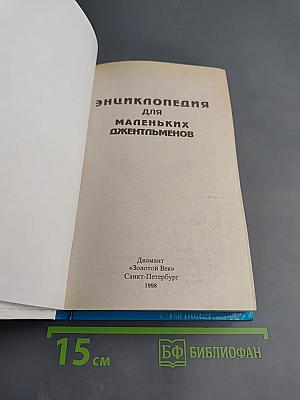 ЭНЦИКЛОПЕДИЯ
ДЛЯ
МАЛЕНЬКИХ
ДЖЕНТЛЬМЕНОВ
Диамант
«Золотой Век»
Санкт-Петербург
1998
15 см
БФ БИБЛИОФАН